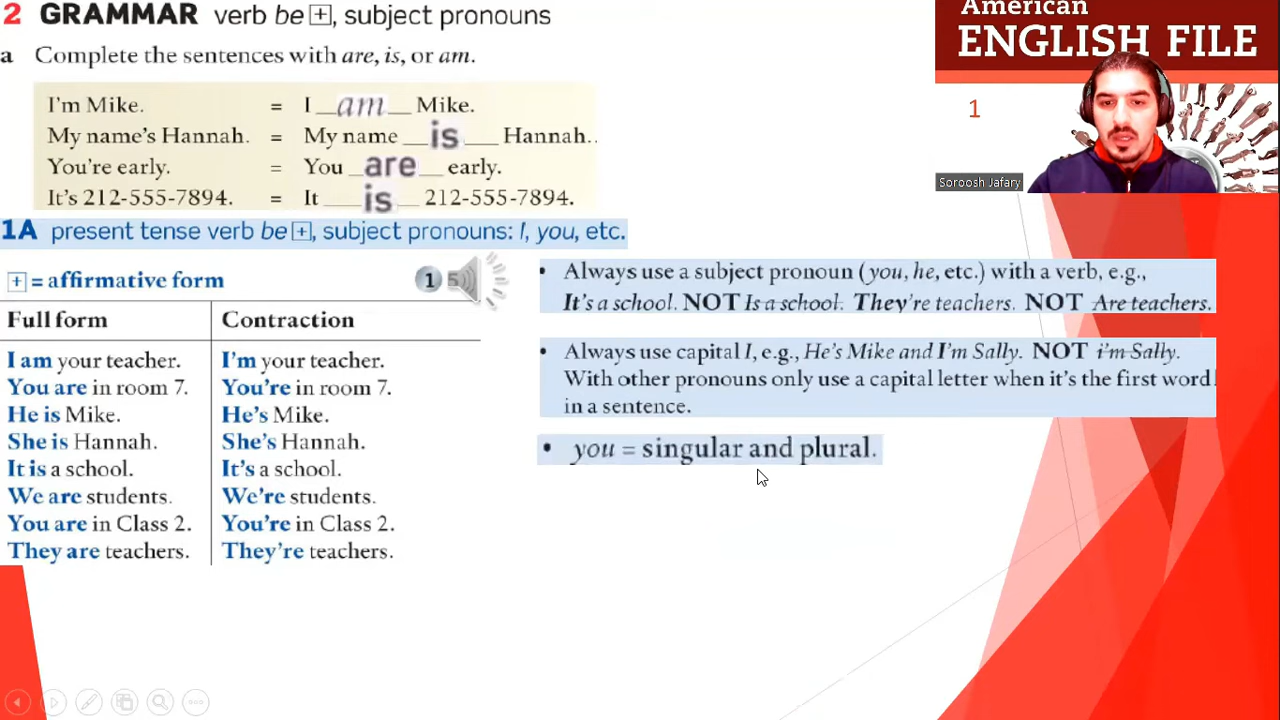 2 GRAMMAR verb be +, subject pronouns
a Complete the sentences with are, is, or am.
I'm Mike. = I __am__ Mike.
My name's Hannah. = My name __is__ Hannah.
You're early. = You __are__ early.
It's 212-555-7894. = It __is__ 212-555-7894.
1A present tense verb be +, subject pronouns: I, you, etc.
+ = affirmative form 1 5
Full form Contraction
I am your teacher. I'm your teacher.
You are in room 7. You're in room 7.
He is Mike. He's Mike.
She is Hannah. She's Hannah.
It is a school. It's a school.
We are students. We're students.
You are in Class 2. You're in Class 2.
They are teachers. They're teachers.
American
ENGLISH FILE
1
Soroosh Jafary
• Always use a subject pronoun (you, he, etc.) with a verb, e.g.,
It's a school. NOT Is a school. They're teachers. NOT Are teachers.
• Always use capital I, e.g., He's Mike and I'm Sally. NOT i'm Sally.
With other pronouns only use a capital letter when it's the first word
in a sentence.
• you = singular and plural.